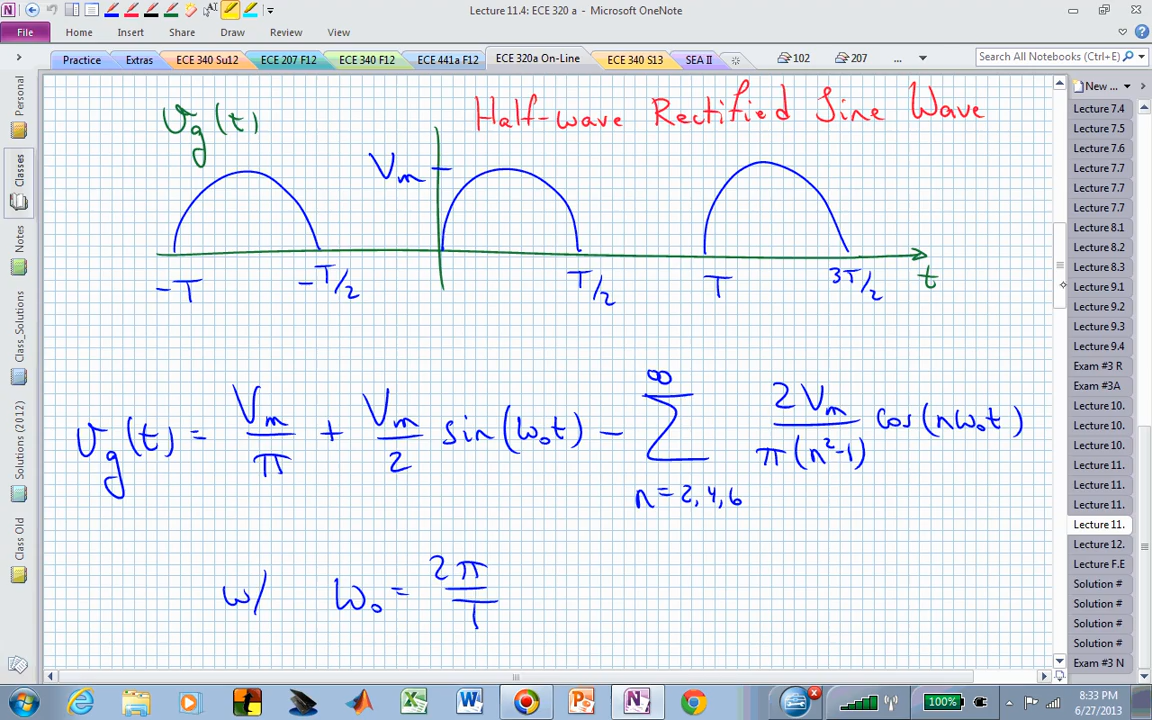 Lecture 11.4: ECE 320 a - Microsoft OneNote
File Home Insert Share Draw Review View
Practice Extras ECE 340 Su12 ECE 207 F12 ECE 340 F12 ECE 441a F12 ECE 320a On-Line ECE 340 S13 SEA II 102 207 ... Search All Notebooks (Ctrl+E)
Personal
Classes
Notes
Class_Solutions
Solutions (2012)
Class Old
v_g(t) Half-wave Rectified Sine Wave
V_m
-T -T/2 T/2 T 3T/2 t
v_g(t) = V_m/π + V_m/2 sin(ω₀t) - ∑_{n=2,4,6}^{∞} 2V_m/(π(n²-1)) cos(nω₀t)
w/ ω₀ = 2π/T
New ...
Lecture 7.4
Lecture 7.5
Lecture 7.6
Lecture 7.7
Lecture 7.7
Lecture 7.7
Lecture 8.1
Lecture 8.2
Lecture 8.3
Lecture 9.1
Lecture 9.2
Lecture 9.3
Lecture 9.4
Exam #3 R
Exam #3A
Lecture 10.
Lecture 10.
Lecture 10.
Lecture 11.
Lecture 11.
Lecture 11.
Lecture 11.
Lecture 12.
Lecture F.E
Solution #
Solution #
Solution #
Solution #
Exam #3 N
100%
8:33 PM
6/27/2013